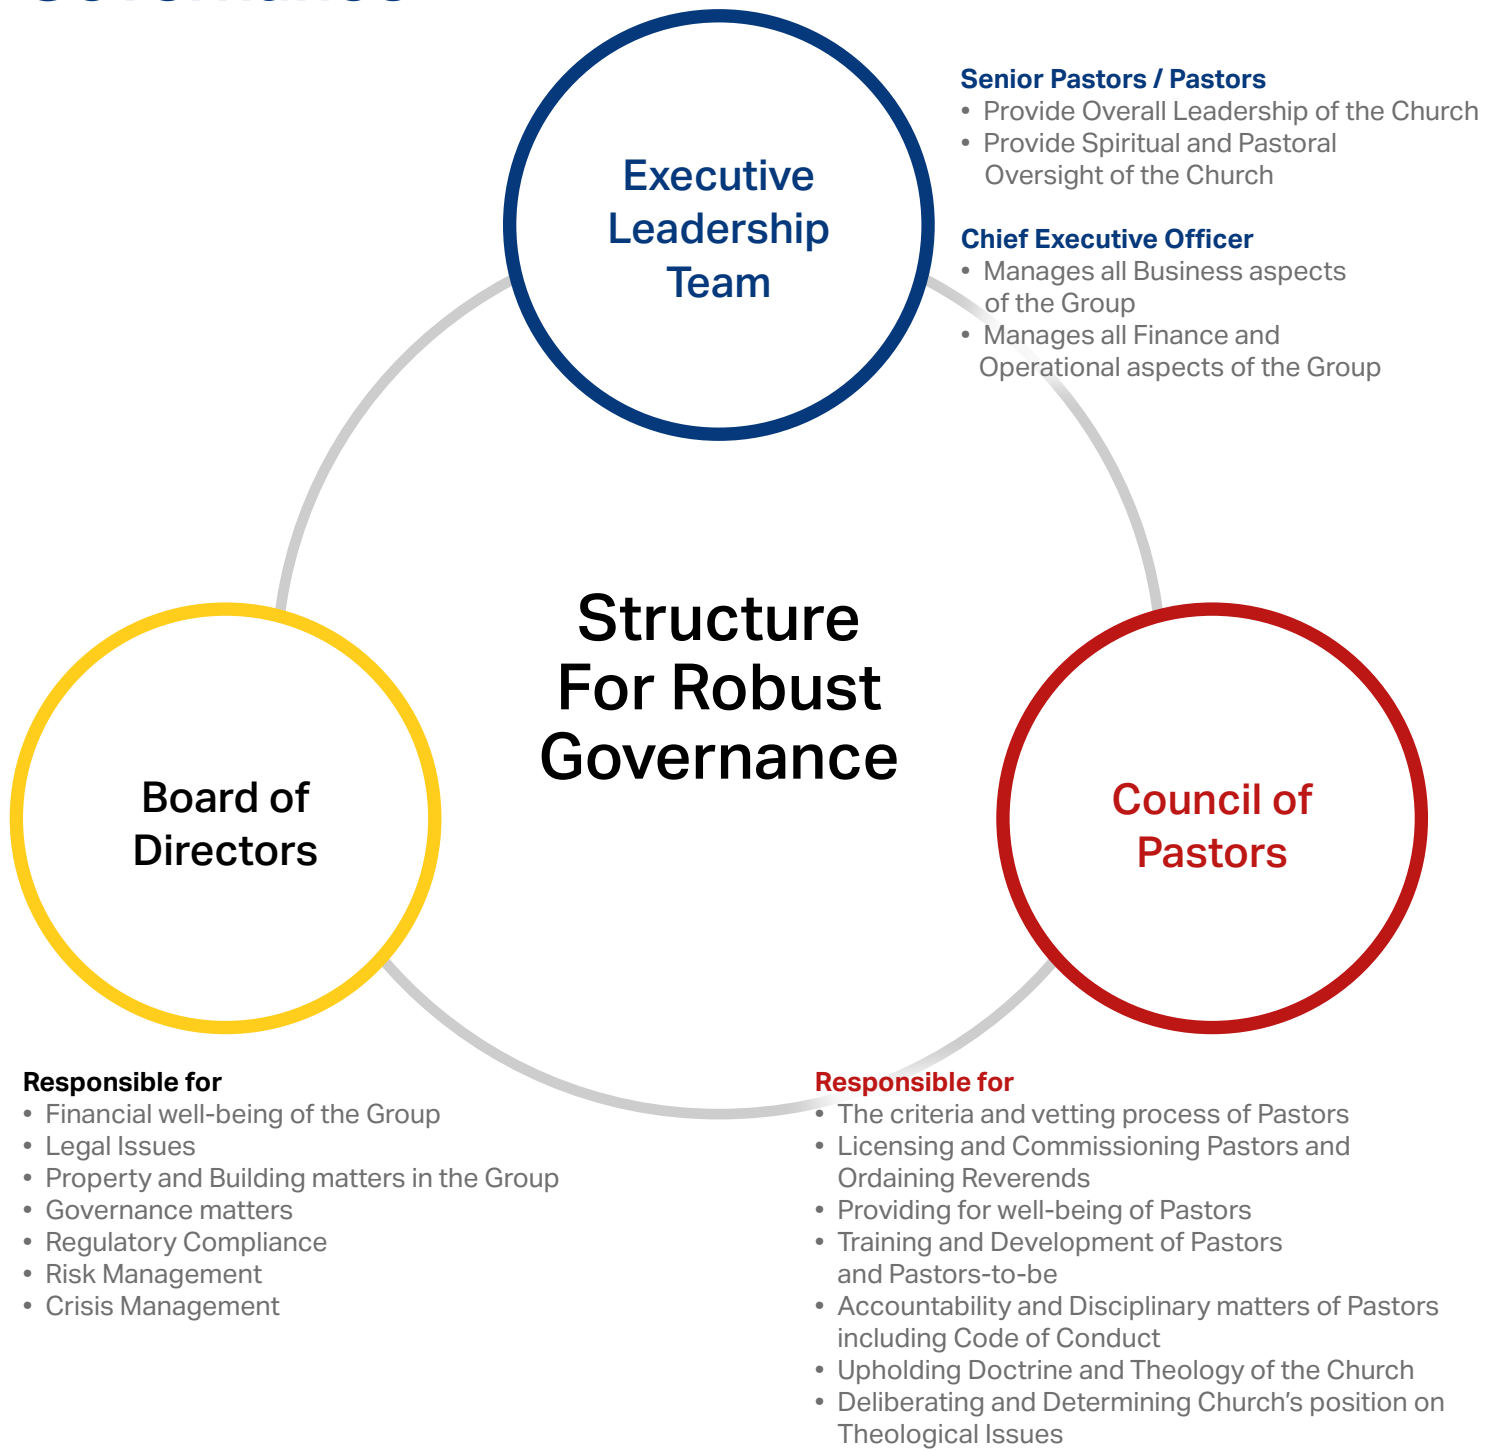 Senior Pastors / Pastors
• Provide Overall Leadership of the Church
• Provide Spiritual and Pastoral
Oversight of the Church
Chief Executive Officer
• Manages all Business aspects
of the Group
• Manages all Finance and
Operational aspects of the Group
Executive
Leadership
Team
Structure
For Robust
Governance
Board of
Directors
Council of
Pastors
Responsible for
• Financial well-being of the Group
• Legal Issues
• Property and Building matters in the Group
• Governance matters
• Regulatory Compliance
• Risk Management
• Crisis Management
Responsible for
• The criteria and vetting process of Pastors
• Licensing and Commissioning Pastors and
Ordaining Reverends
• Providing for well-being of Pastors
• Training and Development of Pastors
and Pastors-to-be
• Accountability and Disciplinary matters of Pastors
including Code of Conduct
• Upholding Doctrine and Theology of the Church
• Deliberating and Determining Church’s position on
Theological Issues